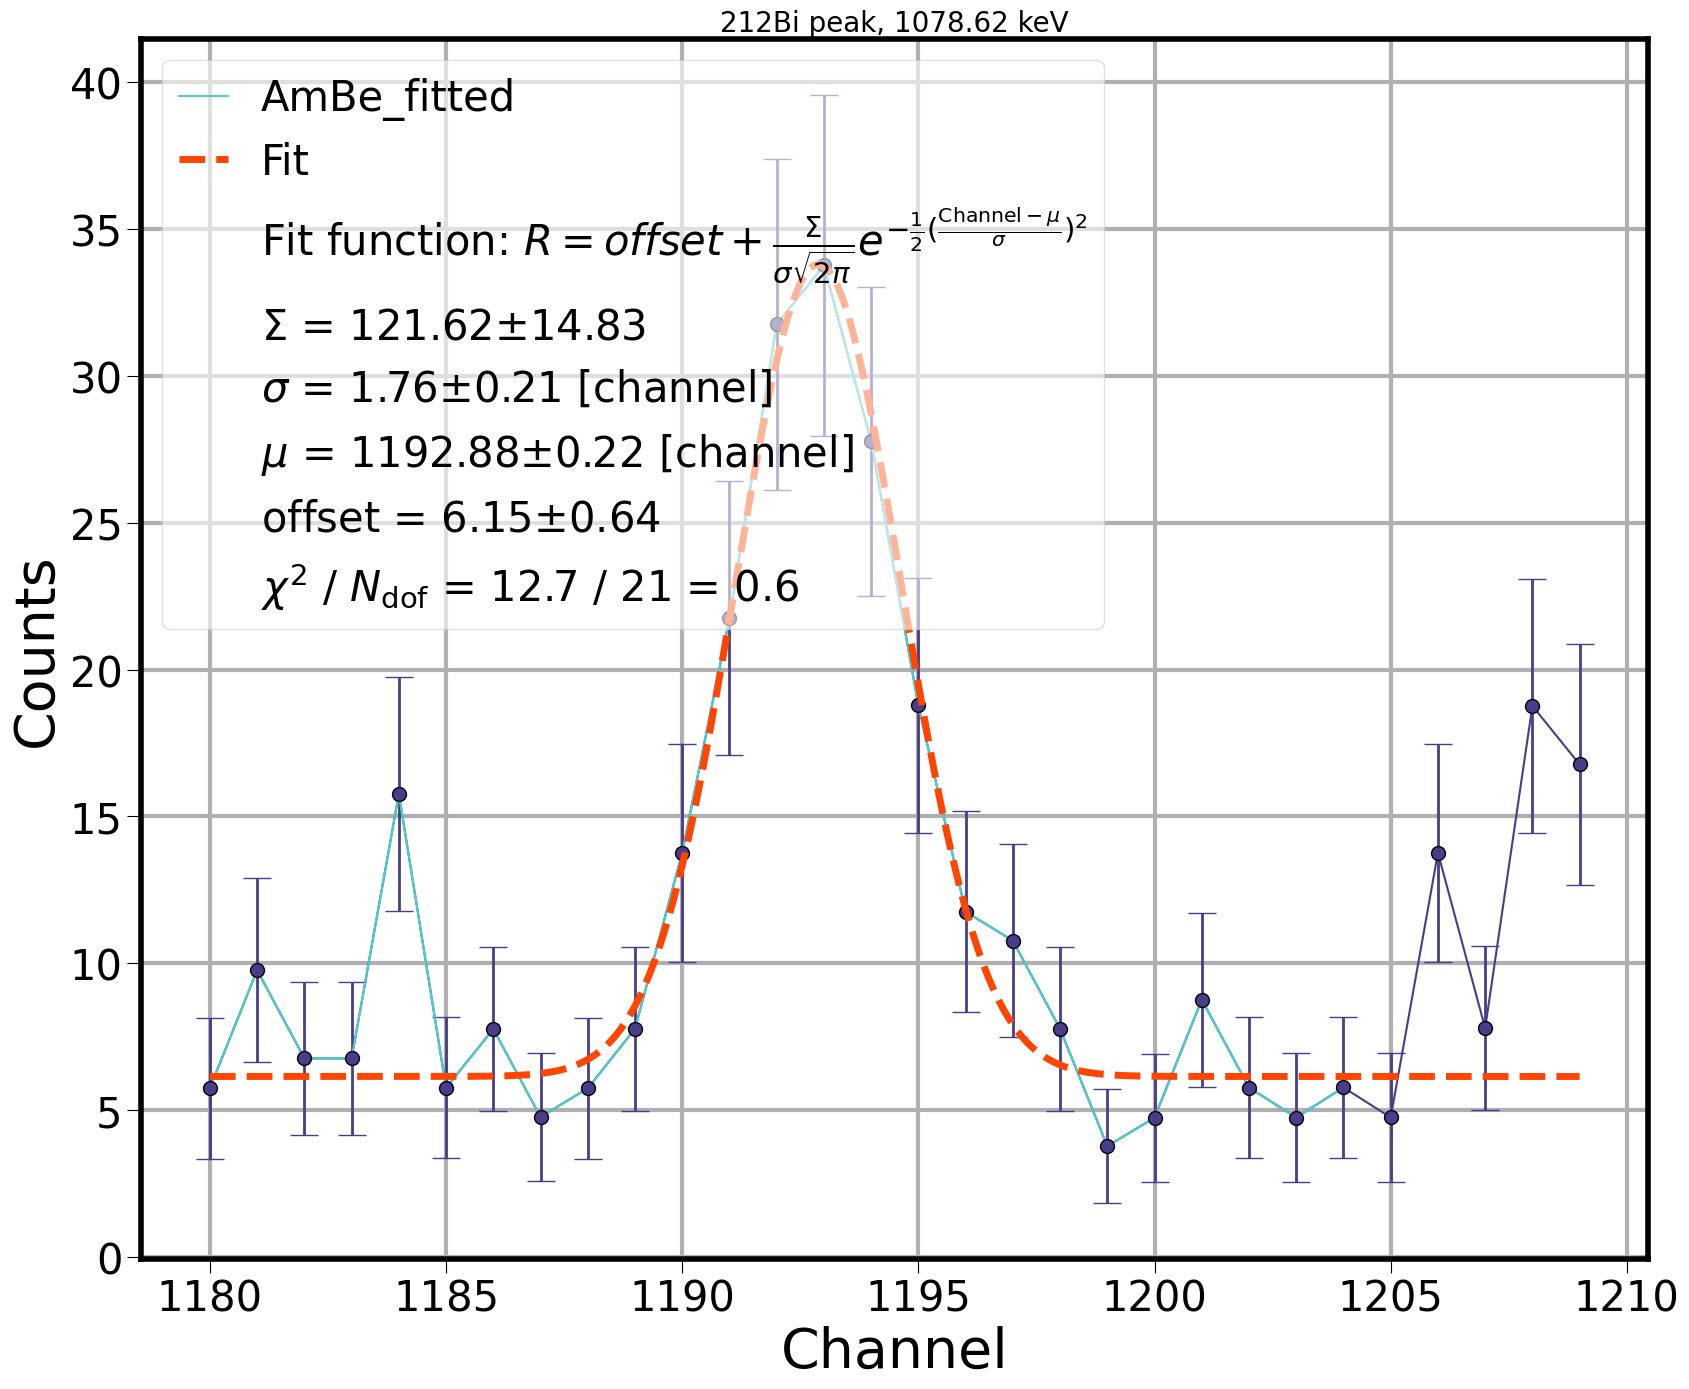 212Bi peak, 1078.62 keV
AmBe_fitted
Fit
Fit function: R = offset + Σ/(σ√2π) e^{-1/2((Channel − μ)/σ)^2}
Σ = 121.62±14.83
σ = 1.76±0.21 [channel]
μ = 1192.88±0.22 [channel]
offset = 6.15±0.64
χ² / N_dof = 12.7 / 21 = 0.6
Counts
40
35
30
25
20
15
10
5
0
1180 1185 1190 1195 1200 1205 1210
Channel